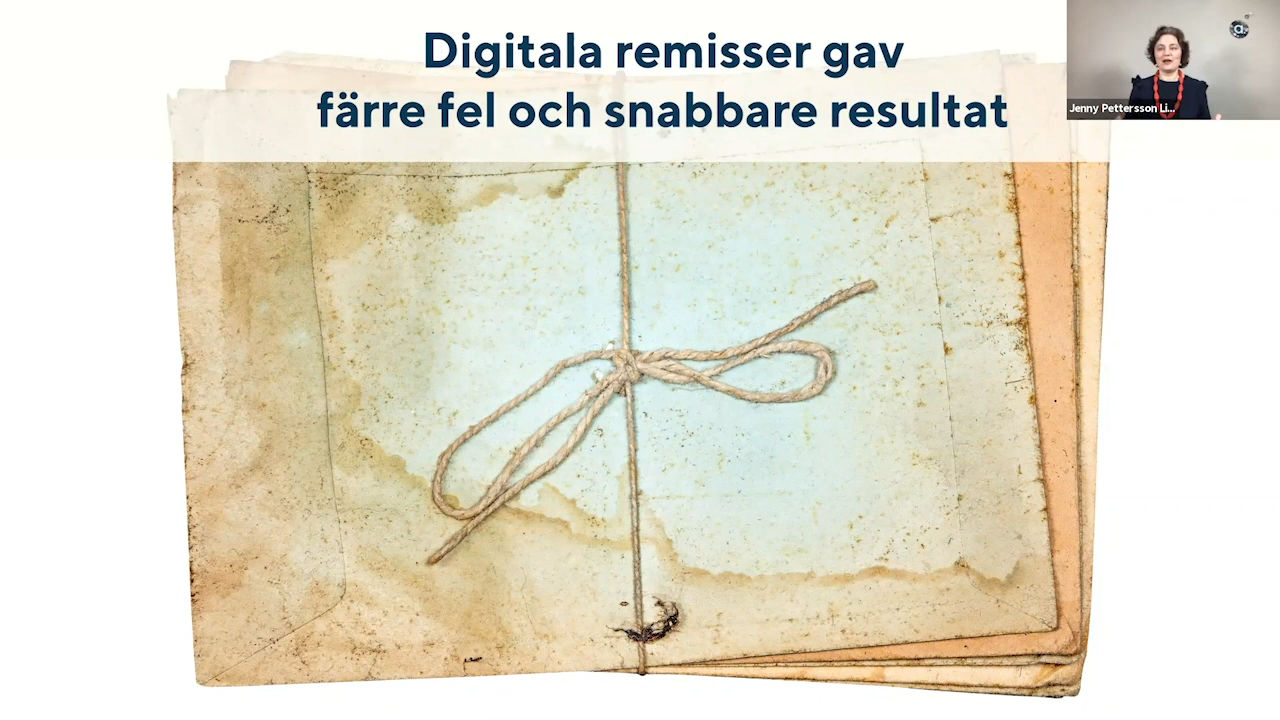 Digitala remisser gav
färre fel och snabbare resultat
Jenny Pettersson Li...